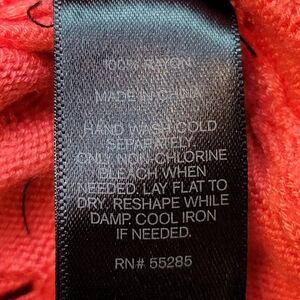 100% RAYON
MADE IN CHINA
HAND WASH COLD
SEPARATELY
ONLY NON-CHLORINE
BLEACH WHEN
NEEDED. LAY FLAT TO
DRY. RESHAPE WHILE
DAMP. COOL IRON
IF NEEDED.
RN# 55285